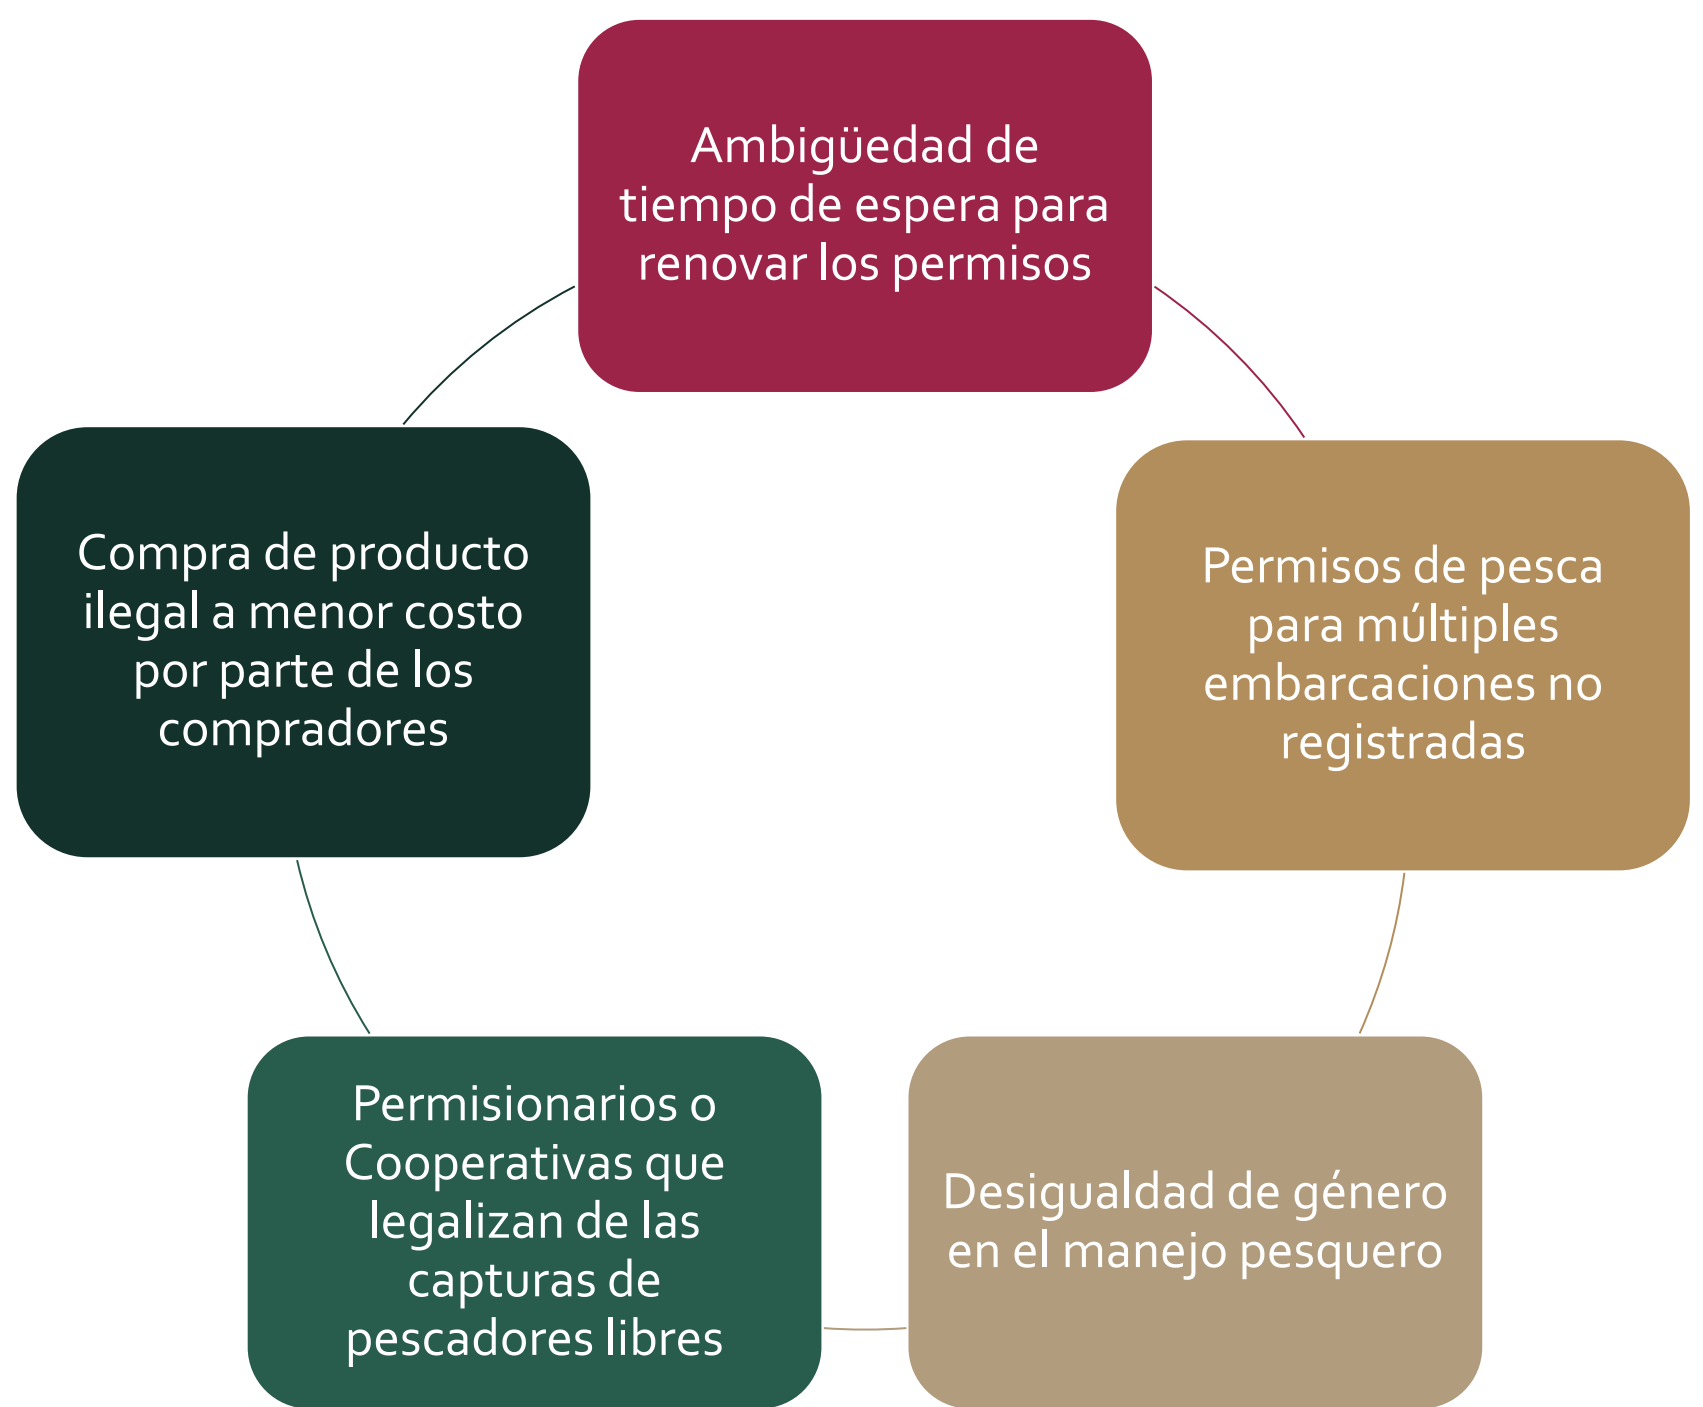 Ambigüedad de
tiempo de espera para
renovar los permisos
Permisos de pesca
para múltiples
embarcaciones no
registradas
Desigualdad de género
en el manejo pesquero
Permisionarios o
Cooperativas que
legalizan de las
capturas de
pescadores libres
Compra de producto
ilegal a menor costo
por parte de los
compradores